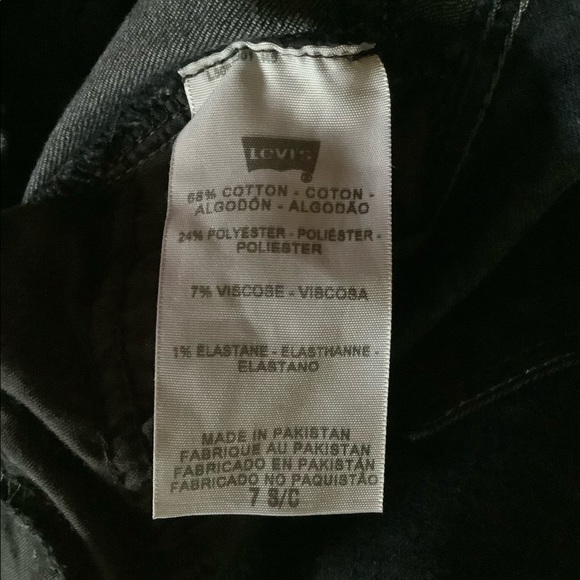 Levi's
®
68% COTTON - COTON -
ALGODÓN - ALGODÃO
24% POLYESTER - POLIÉSTER -
POLIESTER
7% VISCOSE - VISCOSA
1% ELASTANE - ELASTHANNE -
ELASTANO
MADE IN PAKISTAN
FABRIQUE AU PAKISTAN
FABRICADO EN PAKISTÁN
FABRICADO NO PAQUISTÃO
7 S/C